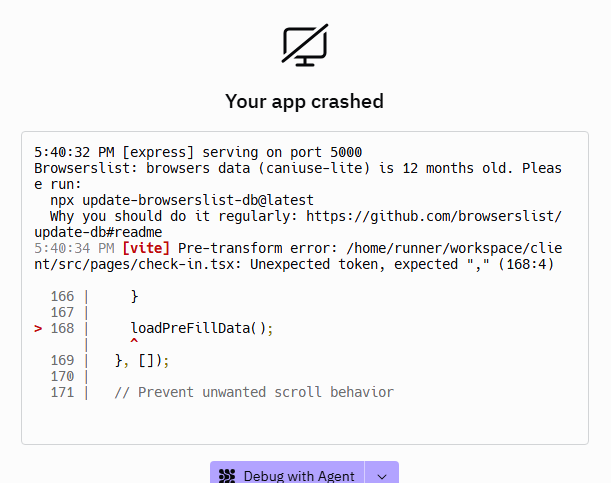 Your app crashed
5:40:32 PM [express] serving on port 5000
Browserslist: browsers data (caniuse-lite) is 12 months old. Pleas
e run:
  npx update-browserslist-db@latest
  Why you should do it regularly: https://github.com/browserslist/
update-db#readme
5:40:34 PM [vite] Pre-transform error: /home/runner/workspace/clie
nt/src/pages/check-in.tsx: Unexpected token, expected "," (168:4)
  166 |     }
  167 |
> 168 |     loadPreFillData();
      |     ^
  169 |   }, []);
  170 |
  171 |   // Prevent unwanted scroll behavior
Debug with Agent